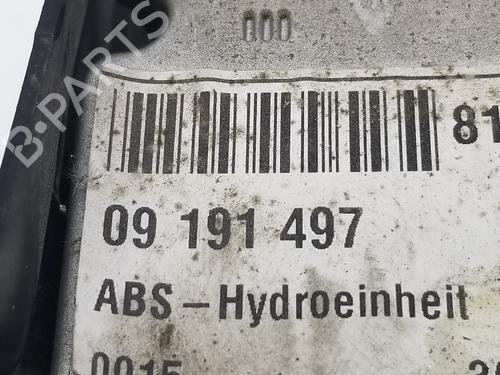 000
B-PARTS
81
09 191 497
ABS - Hydroeinheit
0015